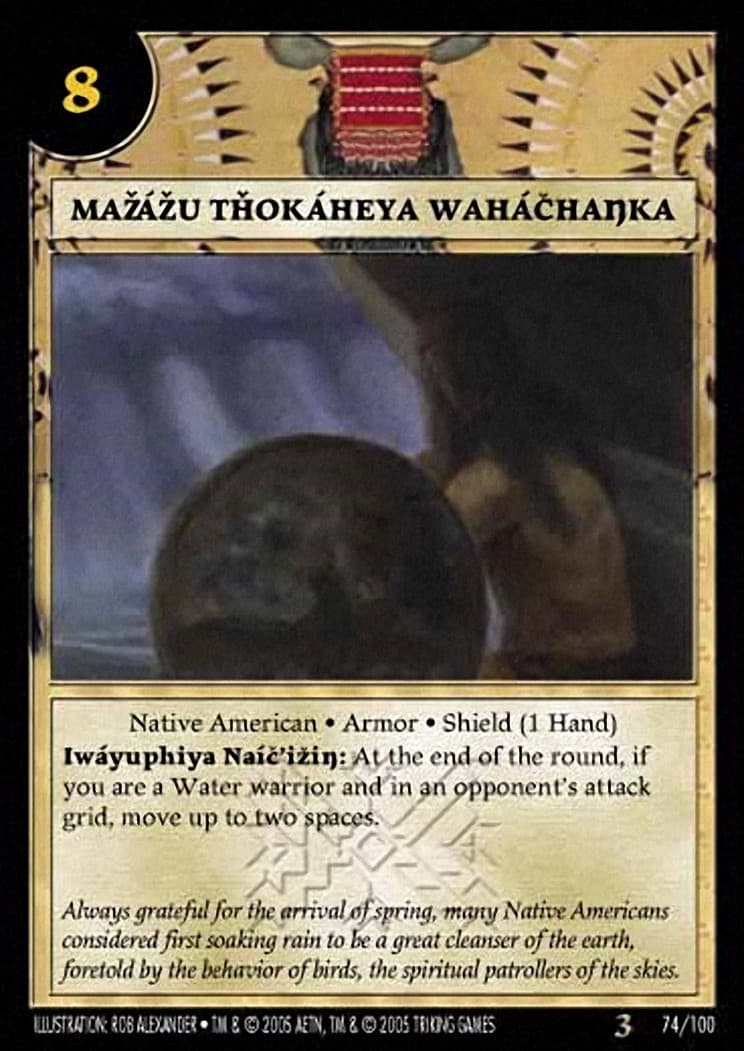 8
MAŽÁŽU TȞOKÁHEYA WAHÁČHAŊKA
Native American • Armor • Shield (1 Hand)
Iwáyuphiya Naíč'ižiŋ: At the end of the round, if
you are a Water warrior and in an opponent's attack
grid, move up to two spaces.
Always grateful for the arrival of spring, many Native Americans
considered first soaking rain to be a great cleanser of the earth,
foretold by the behavior of birds, the spiritual patrollers of the skies.
ILLUSTRATION: ROB ALEXANDER • TM & © 2005 AETN, TM & © 2005 TRIKING GAMES
3 74/100